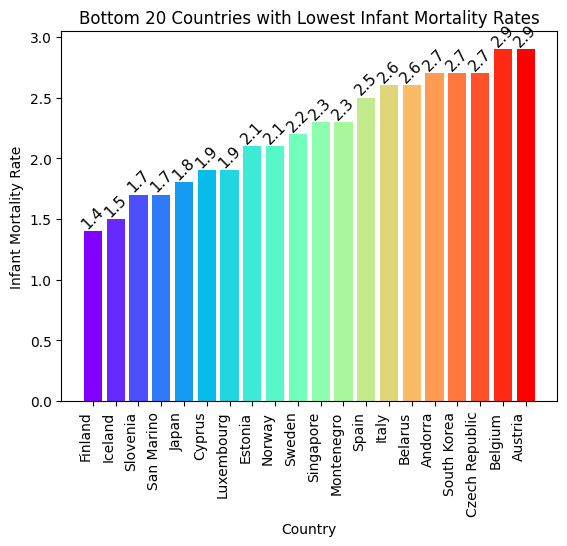 Bottom 20 Countries with Lowest Infant Mortality Rates
Infant Mortality Rate
3.0
2.5
2.0
1.5
1.0
0.5
0.0
1.4
1.5
1.7
1.7
1.8
1.9
1.9
2.1
2.1
2.2
2.3
2.3
2.5
2.6
2.6
2.7
2.7
2.7
2.9
2.9
Finland
Iceland
Slovenia
San Marino
Japan
Cyprus
Luxembourg
Estonia
Norway
Sweden
Singapore
Montenegro
Spain
Italy
Belarus
Andorra
South Korea
Czech Republic
Belgium
Austria
Country